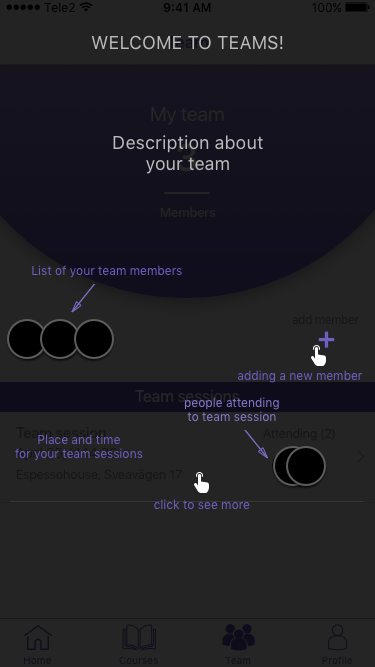 Tele2
9:41 AM
100%
WELCOME TO TEAMS!
My team
Description about
your team
3
Members
List of your team members
add member
adding a new member
Team sessions
people attending
to team session
Team session
Attending (2)
Place and time
for your team sessions
Espessohouse, Sveavägen 17
click to see more
Home
Courses
Team
Profile